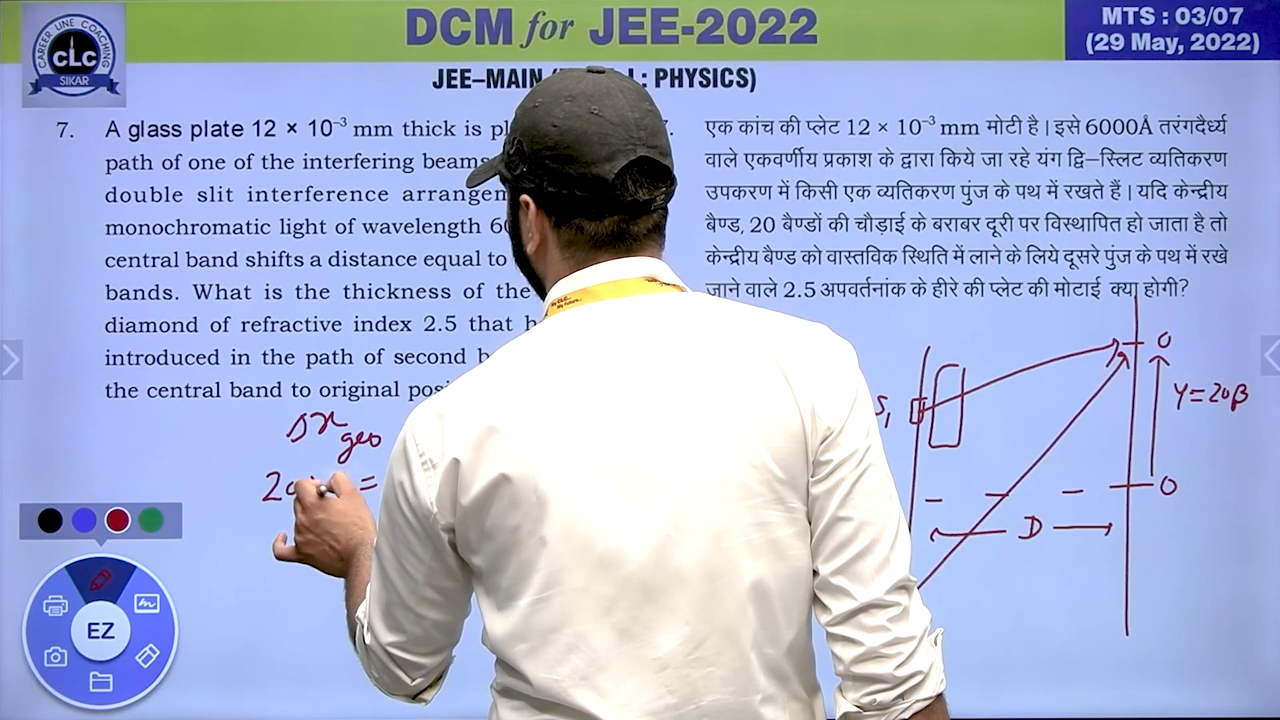 DCM for JEE-2022
MTS : 03/07
(29 May, 2022)
CAREER LINE COACHING
CLC
SIKAR
JEE–MAIN : PHYSICS)
7. A glass plate 12 × 10⁻³ mm thick is
path of one of the interfering beams
double slit interference
monochromatic light of wavelength
central band shifts a distance equal to
bands. What is the thickness of the
diamond of refractive index 2.5 that
introduced in the path of second
the central band to original
एक कांच की प्लेट 12 × 10⁻³ mm मोटी है। इसे 6000Å तरंगदैर्ध्य
वाले एकवर्णीय प्रकाश के द्वारा किये जा रहे यंग द्वि–स्लिट व्यतिकरण
उपकरण में किसी एक व्यतिकरण पुंज के पथ में रखते हैं। यदि केन्द्रीय
बैण्ड, 20 बैण्डों की चौड़ाई के बराबर दूरी पर विस्थापित हो जाता है तो
केन्द्रीय बैण्ड को वास्तविक स्थिति में लाने के लिये दूसरे पुंज के पथ में रखे
जाने वाले 2.5 अपवर्तनांक के हीरे की प्लेट की मोटाई क्या होगी?
Δx geo
=
S₁
0
Y = 20β
0
D
EZ